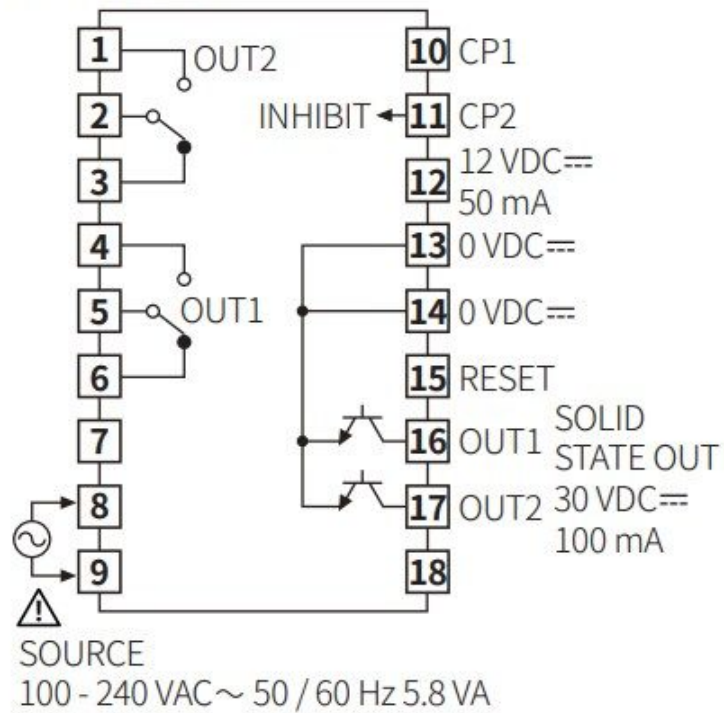 1
OUT2
2
3
4
5
OUT1
6
7
8
9
SOURCE
100 - 240 VAC～ 50 / 60 Hz 5.8 VA
10 CP1
INHIBIT 11 CP2
12 12 VDC⎓
50 mA
13 0 VDC⎓
14 0 VDC⎓
15 RESET
16 OUT1
17 OUT2
SOLID
STATE OUT
30 VDC⎓
100 mA
18